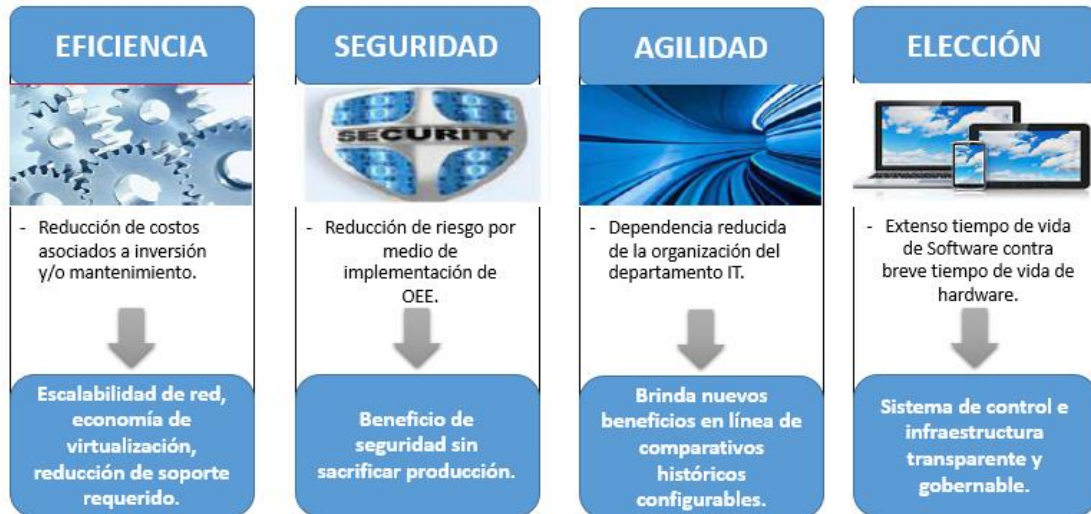 EFICIENCIA
SECURITY
- Reducción de costos
asociados a inversión
y/o mantenimiento.
Escalabilidad de red,
economía de
virtualización,
reducción de soporte
requerido.
SEGURIDAD
- Reducción de riesgo por
medio de
implementación de
OEE.
Beneficio de
seguridad sin
sacrificar producción.
AGILIDAD
- Dependencia reducida
de la organización del
departamento IT.
Brinda nuevos
beneficios en línea de
comparativos
históricos
configurables.
ELECCIÓN
- Extenso tiempo de vida
de Software contra
breve tiempo de vida de
hardware.
Sistema de control e
infraestructura
transparente y
gobernable.